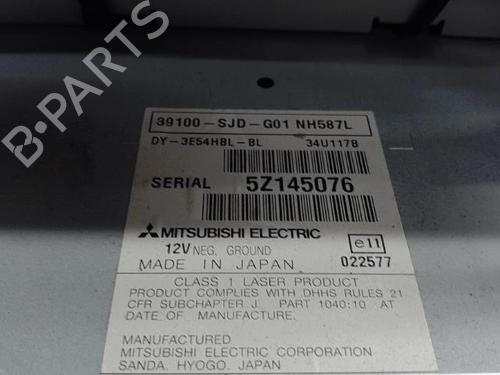 39100-SJD-G01 NH587L
DY-3E54HBL-BL 34U117B
SERIAL 5Z145076
MITSUBISHI ELECTRIC
12V NEG. GROUND e11
MADE IN JAPAN 022577
CLASS 1 LASER PRODUCT
PRODUCT COMPLIES WITH DHHS RULES 21
CFR SUBCHAPTER J. PART 1040:10 AT
DATE OF MANUFACTURE.
MANUFACTURED
MITSUBISHI ELECTRIC CORPORATION
SANDA, HYOGO, JAPAN
B-PARTS